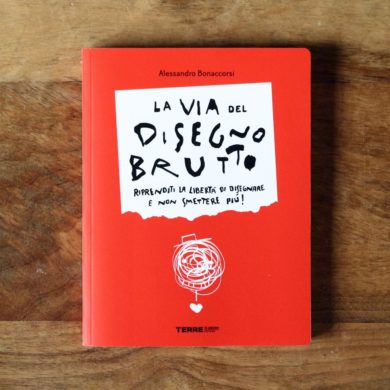 Alessandro Bonaccorsi
LA VIA DEL
DISEGNO
BRUTTO
RIPRENDITI LA LIBERTÀ DI DISEGNARE
E NON SMETTERE PIÙ!
TERRE